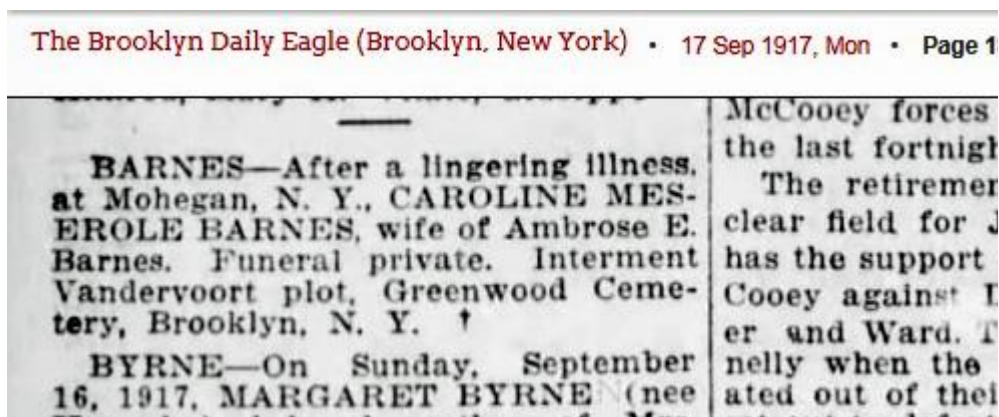 The Brooklyn Daily Eagle (Brooklyn, New York) · 17 Sep 1917, Mon · Page
BARNES—After a lingering illness,
at Mohegan, N. Y., CAROLINE MES-
EROLE BARNES, wife of Ambrose E.
Barnes. Funeral private. Interment
Vandervoort plot, Greenwood Ceme-
tery, Brooklyn, N. Y. †
BYRNE—On Sunday, September
16, 1917, MARGARET BYRNE (nee
McCooey forces
the last
The
clear field for
has the support
Cooey against
er and Ward.
nelly when the
ated out of